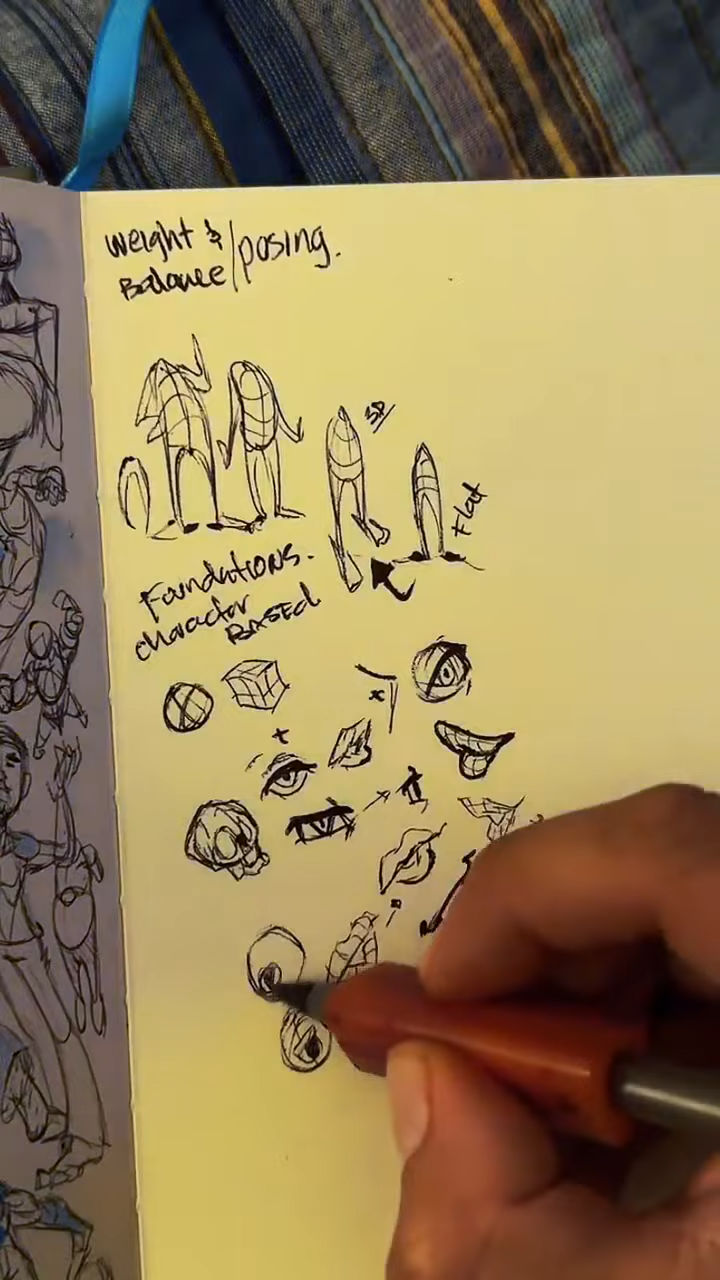 Weight &
Balance / posing.
3D
Flat
Foundations.
character
BASEd